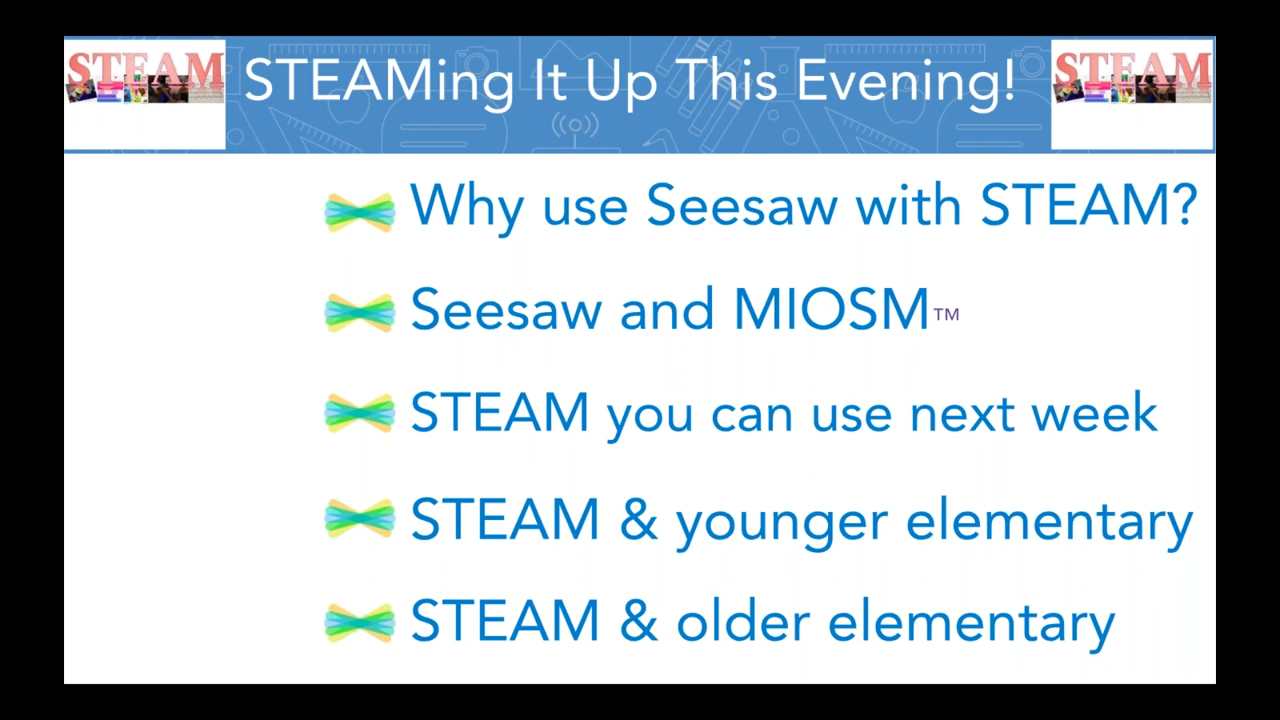 STEAM STEAMing It Up This Evening! STEAM
Why use Seesaw with STEAM?
Seesaw and MIOSM™
STEAM you can use next week
STEAM & younger elementary
STEAM & older elementary